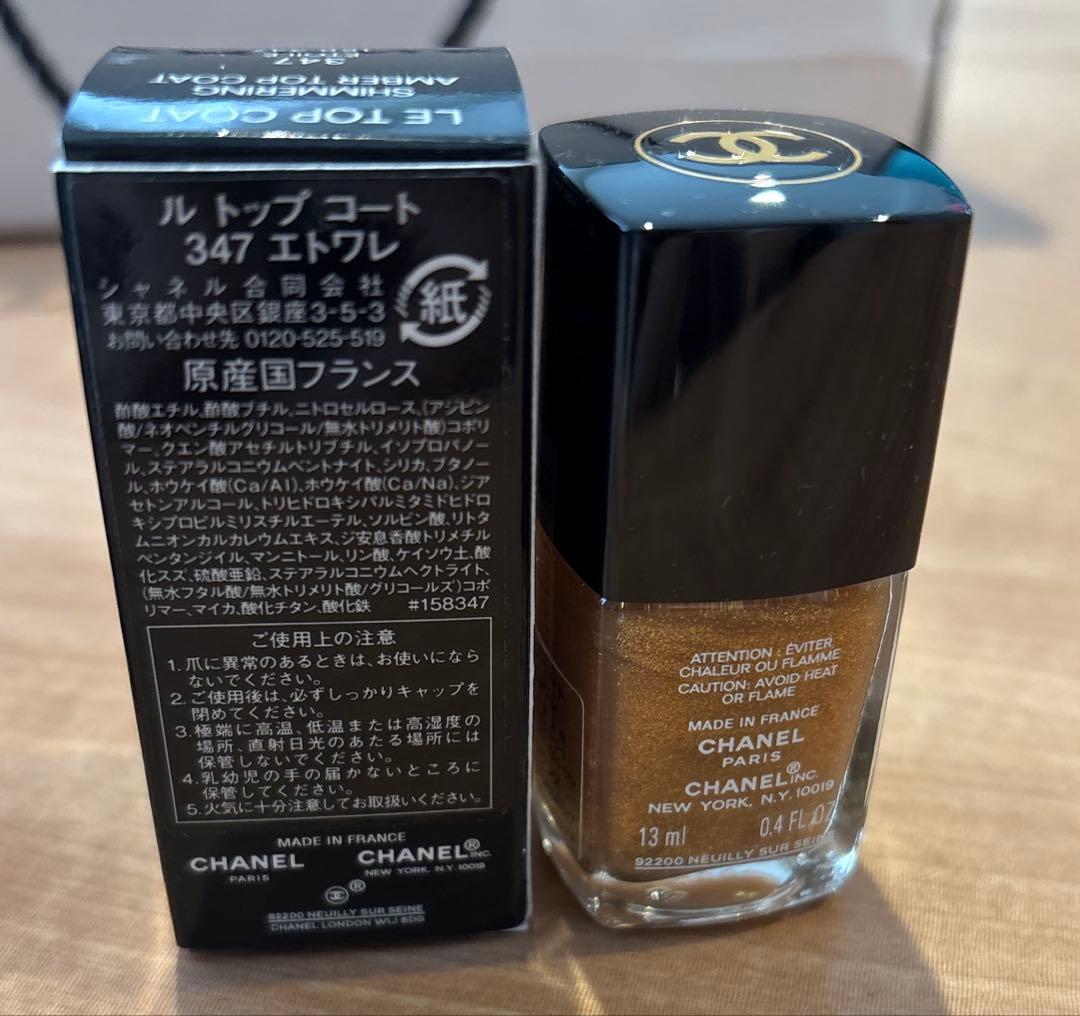 347
SHIMMERING
AMBER TOP COAT
LE TOP COAT
ル トップ コート
347 エトワレ
シャネル合同会社
東京都中央区銀座3-5-3
お問い合わせ先 0120-525-519
紙
原産国フランス
酢酸エチル、酢酸ブチル、ニトロセルロース、(アジピン
酸/ネオペンチルグリコール/無水トリメリト酸)コポリ
マー、クエン酸アセチルトリブチル、イソプロパノー
ル、ステアラルコニウムベントナイト、シリカ、ブタノー
ル、ホウケイ酸(Ca/Al)、ホウケイ酸(Ca/Na)、ジア
セトンアルコール、トリヒドロキシパルミタミドヒドロ
キシプロピルミリスチルエーテル、ソルビン酸、リトタ
ムニオンカルカレウムエキス、ジ安息香酸トリメチル
ペンタンジイル、マンニトール、リン酸、ケイソウ土、酸
化スズ、硫酸亜鉛、ステアラルコニウムヘクトライト、
(無水フタル酸/無水トリメリト酸/グリコールズ)コポ
リマー、マイカ、酸化チタン、酸化鉄 #158347
ご使用上の注意
1.爪に異常のあるときは、お使いになら
ないでください。
2.ご使用後は、必ずしっかりキャップを
閉めてください。
3.極端に高温、低温または高湿度の
場所、直射日光のあたる場所には
保管しないでください。
4.乳幼児の手の届かないところに
保管してください。
5.火気に十分注意してお取扱いください。
MADE IN FRANCE
CHANEL
PARIS
CHANEL® INC.
NEW YORK, N.Y. 10019
®
92200 NEUILLY SUR SEINE
CHANEL LONDON W1J 6DG
ATTENTION : ÉVITER
CHALEUR OU FLAMME
CAUTION: AVOID HEAT
OR FLAME
MADE IN FRANCE
CHANEL
PARIS
CHANEL® INC.
NEW YORK, N.Y. 10019
13 ml 0.4 FL.OZ
92200 NEUILLY SUR SEINE